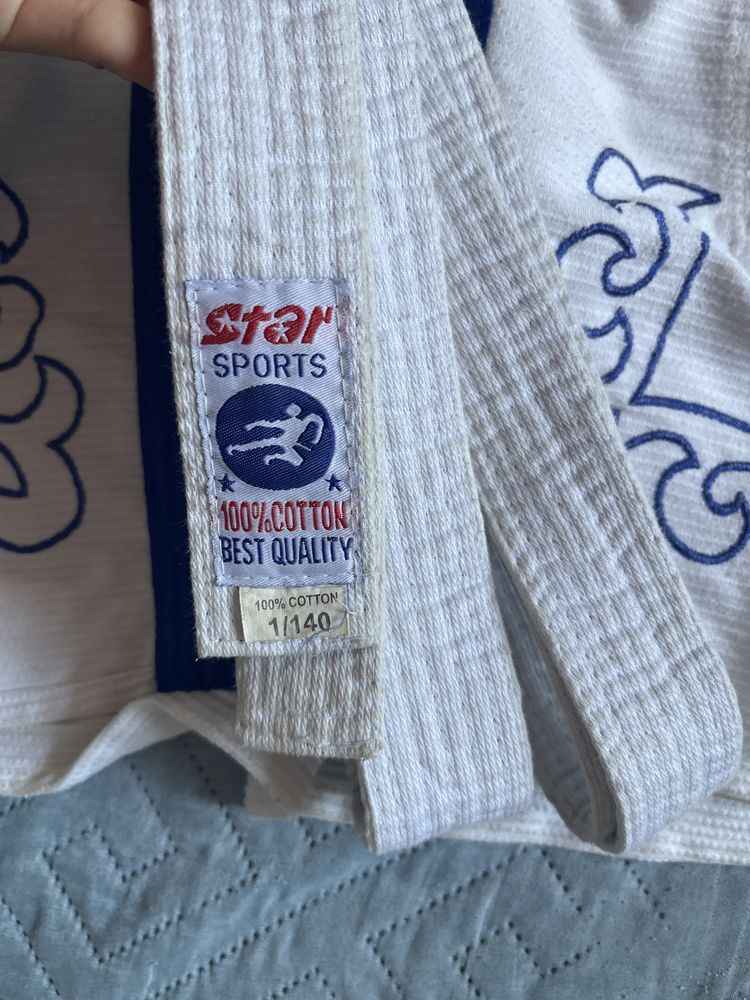 Star
SPORTS
100% COTTON
BEST QUALITY
100% COTTON
1/140